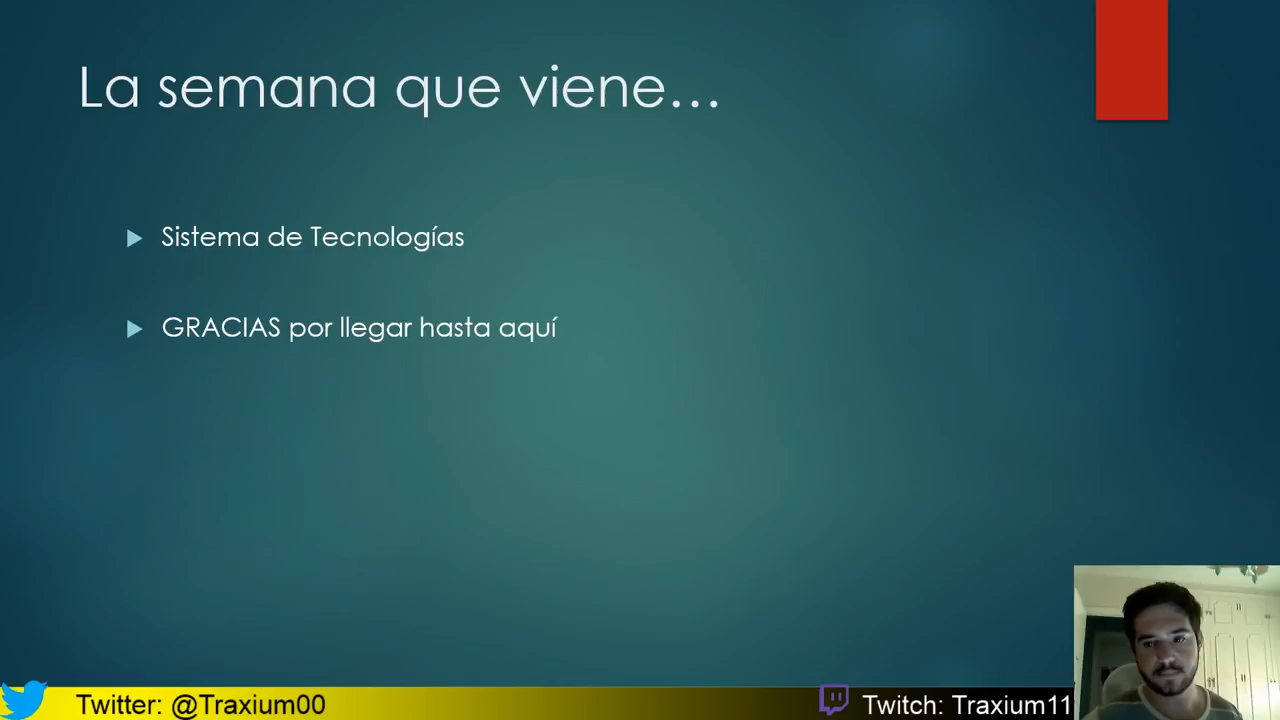 La semana que viene…
Sistema de Tecnologías
GRACIAS por llegar hasta aquí
Twitter: @Traxium00
Twitch: Traxium11